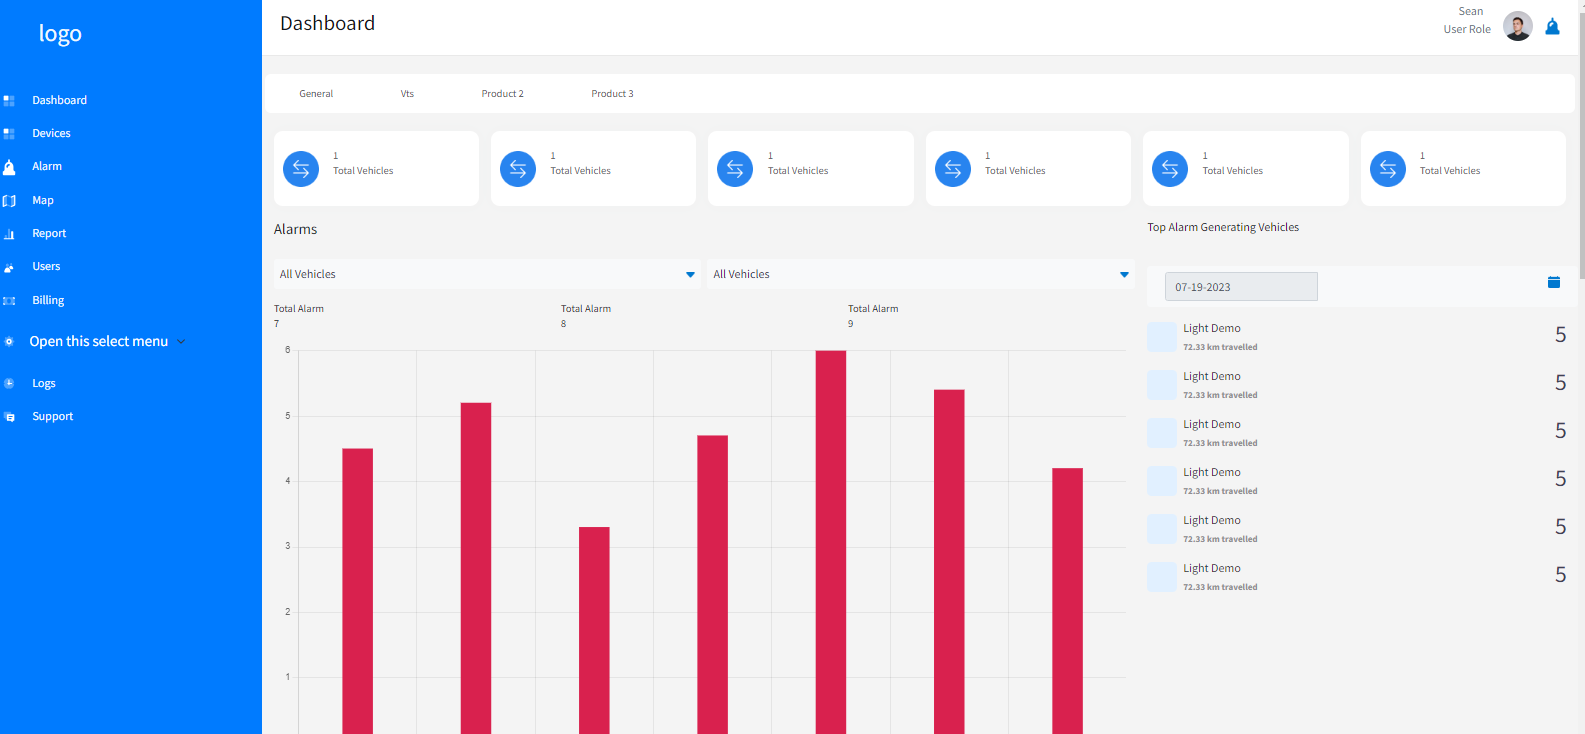 logo
Dashboard
Devices
Alarm
Map
Report
Users
Billing
Open this select menu
Logs
Support
Dashboard
Sean
User Role
General Vts Product 2 Product 3
1
Total Vehicles
1
Total Vehicles
1
Total Vehicles
1
Total Vehicles
1
Total Vehicles
1
Total Vehicles
Alarms
All Vehicles
All Vehicles
Total Alarm
7
Total Alarm
8
Total Alarm
9
6
5
4
3
2
1
Top Alarm Generating Vehicles
07-19-2023
Light Demo
72.33 km travelled
5
Light Demo
72.33 km travelled
5
Light Demo
72.33 km travelled
5
Light Demo
72.33 km travelled
5
Light Demo
72.33 km travelled
5
Light Demo
72.33 km travelled
5